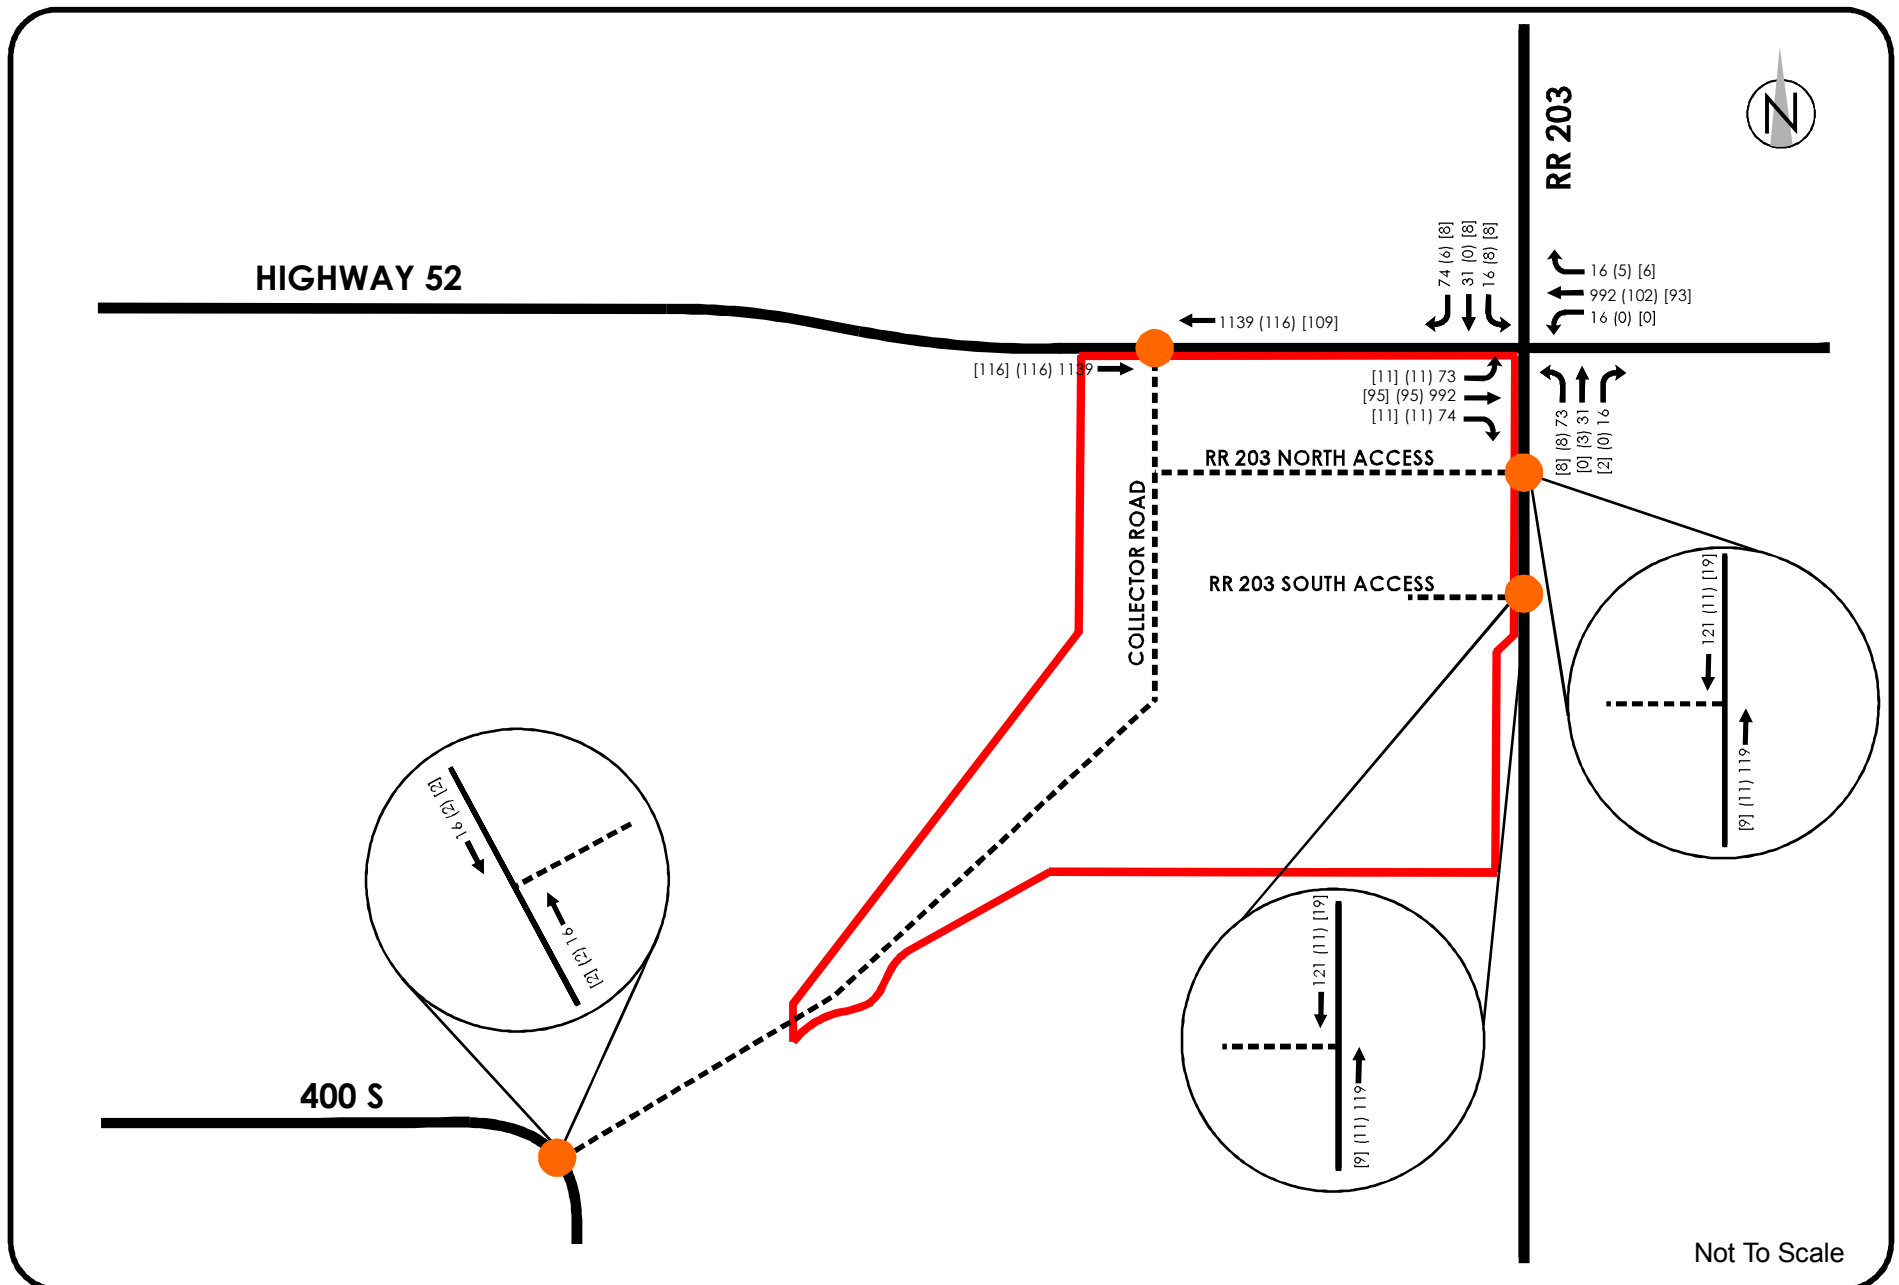 RR 203
N
HIGHWAY 52
74 (6) [8]
31 (0) [8]
16 (8) [8]
16 (5) [6]
992 (102) [93]
16 (0) [0]
1139 (116) [109]
[116] (116) 1139
[11] (11) 73
[95] (95) 992
[11] (11) 74
[8] (8) 73
[0] (3) 31
[2] (0) 16
RR 203 NORTH ACCESS
COLLECTOR ROAD
RR 203 SOUTH ACCESS
121 (11) [19]
[9] (11) 119
16 (2) [2]
[2] (2) 16
121 (11) [19]
[9] (11) 119
400 S
Not To Scale